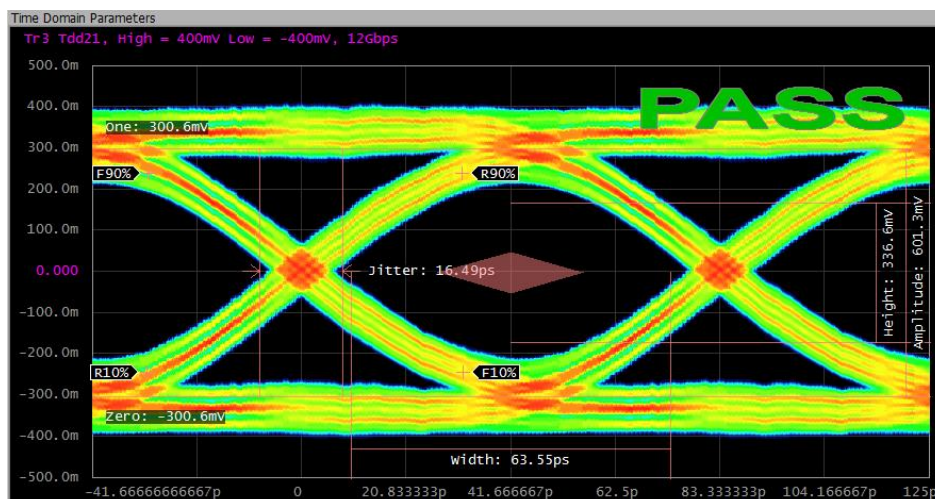 Time Domain Parameters
Tr3 Tdd21, High = 400mV Low = -400mV, 12Gbps
500.0m
400.0m
PASS
One: 300.6mV
300.0m
F90%
R90%
200.0m
100.0m
0.000
Jitter: 16.49ps
Height: 336.6mV
Amplitude: 601.3mV
-100.0m
-200.0m
R10%
F10%
-300.0m
Zero: -300.6mV
-400.0m
Width: 63.55ps
-500.0m
-41.66666666667p 0 20.833333p 41.666667p 62.5p 83.333333p 104.166667p 125p